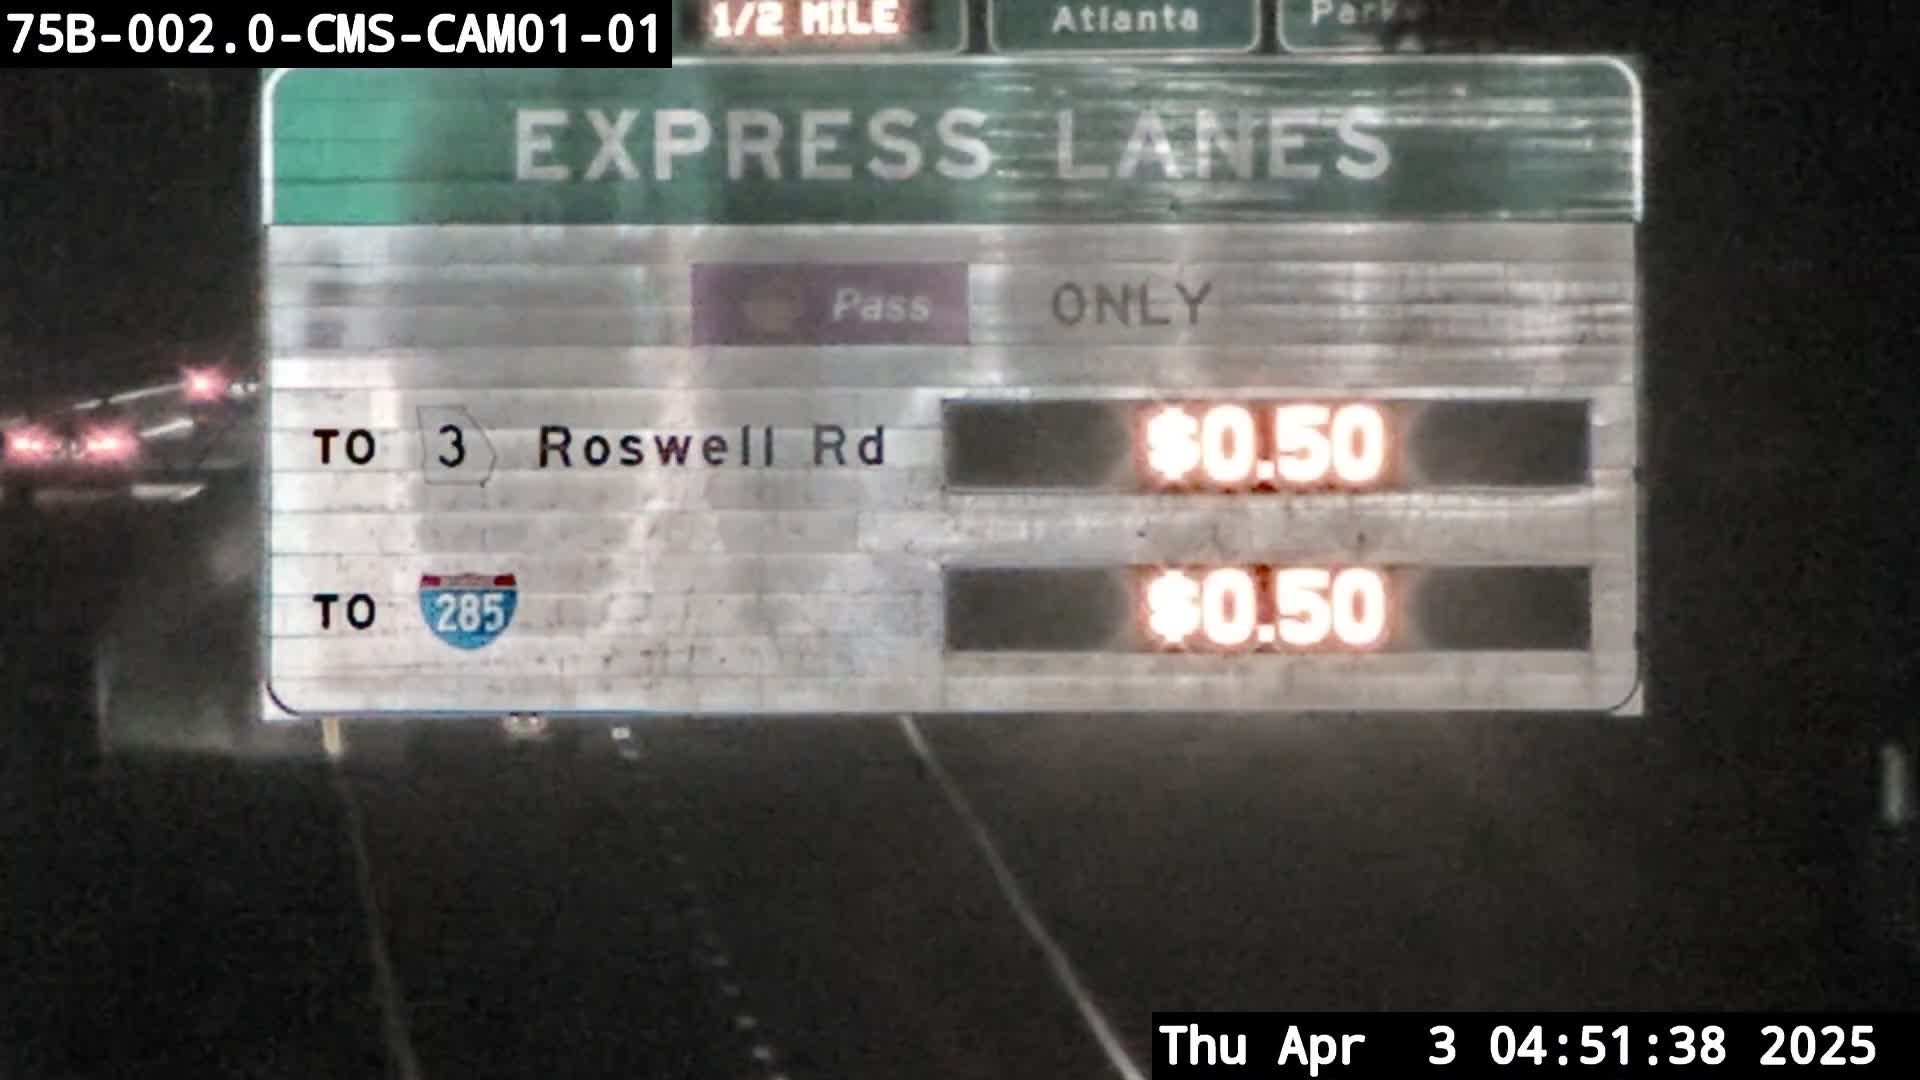 75B-002.0-CMS-CAM01-01
1/2 MILE
Atlanta
Park
EXPRESS LANES
Pass ONLY
TO 3 Roswell Rd $0.50
TO 285 $0.50
Thu Apr 3 04:51:38 2025